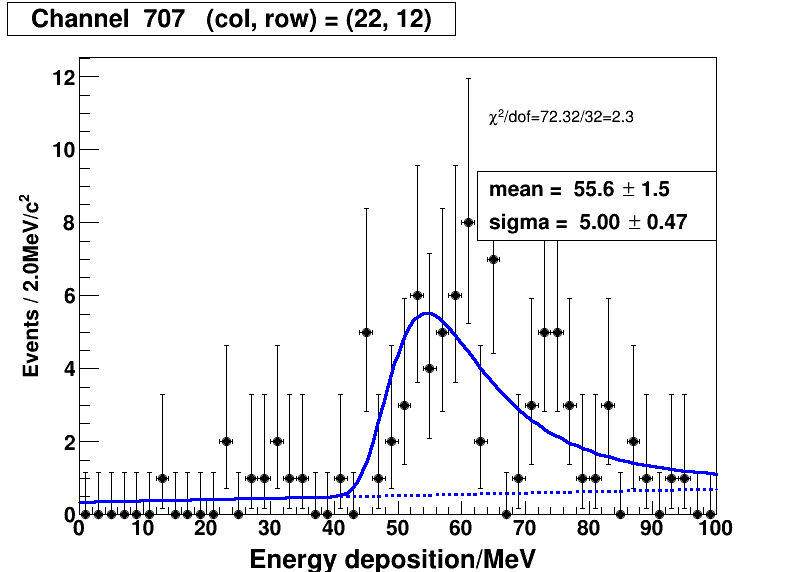 Channel  707   (col, row) = (22, 12)
χ²/dof=72.32/32=2.3
mean =  55.6 ± 1.5
sigma =  5.00 ± 0.47
Events / 2.0MeV/c²
12
10
8
6
4
2
0
0 10 20 30 40 50 60 70 80 90 100
Energy deposition/MeV